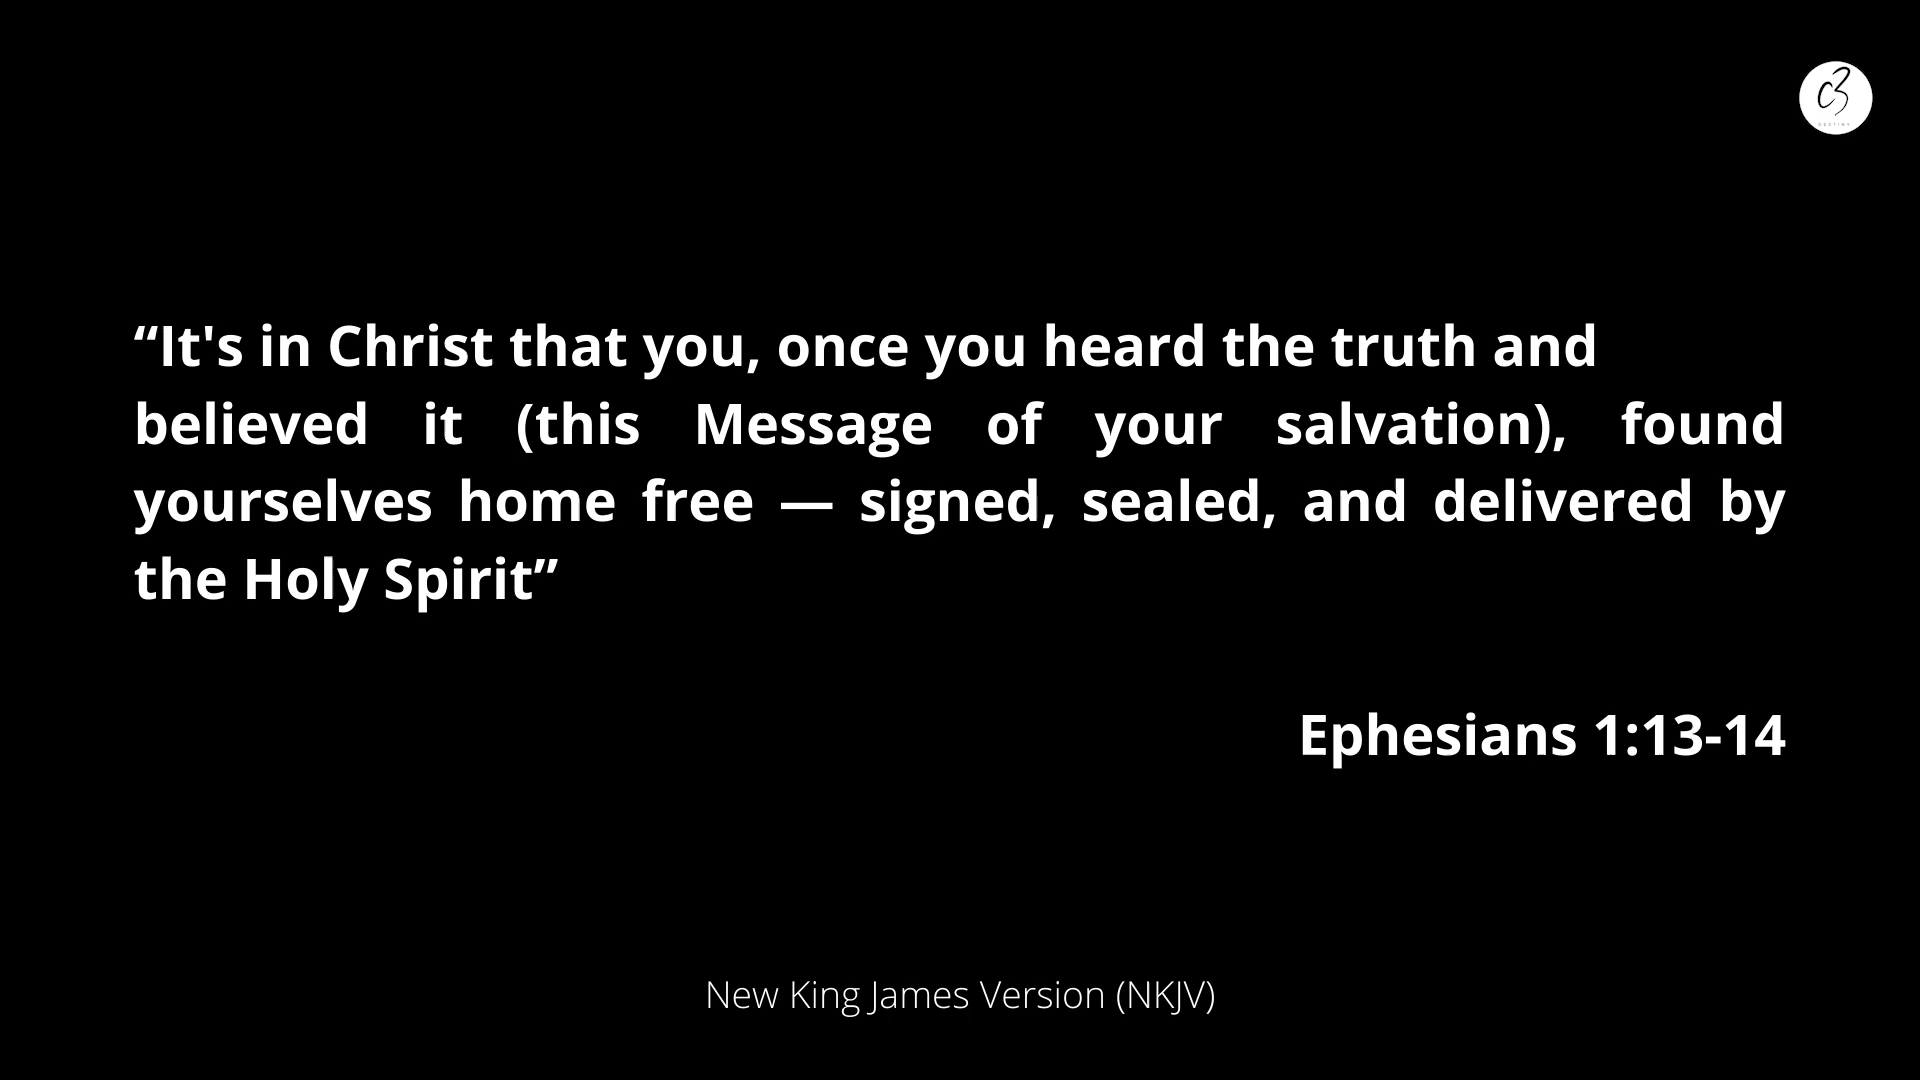 C3
DESTINY
“It's in Christ that you, once you heard the truth and
believed it (this Message of your salvation), found
yourselves home free — signed, sealed, and delivered by
the Holy Spirit”
Ephesians 1:13-14
New King James Version (NKJV)